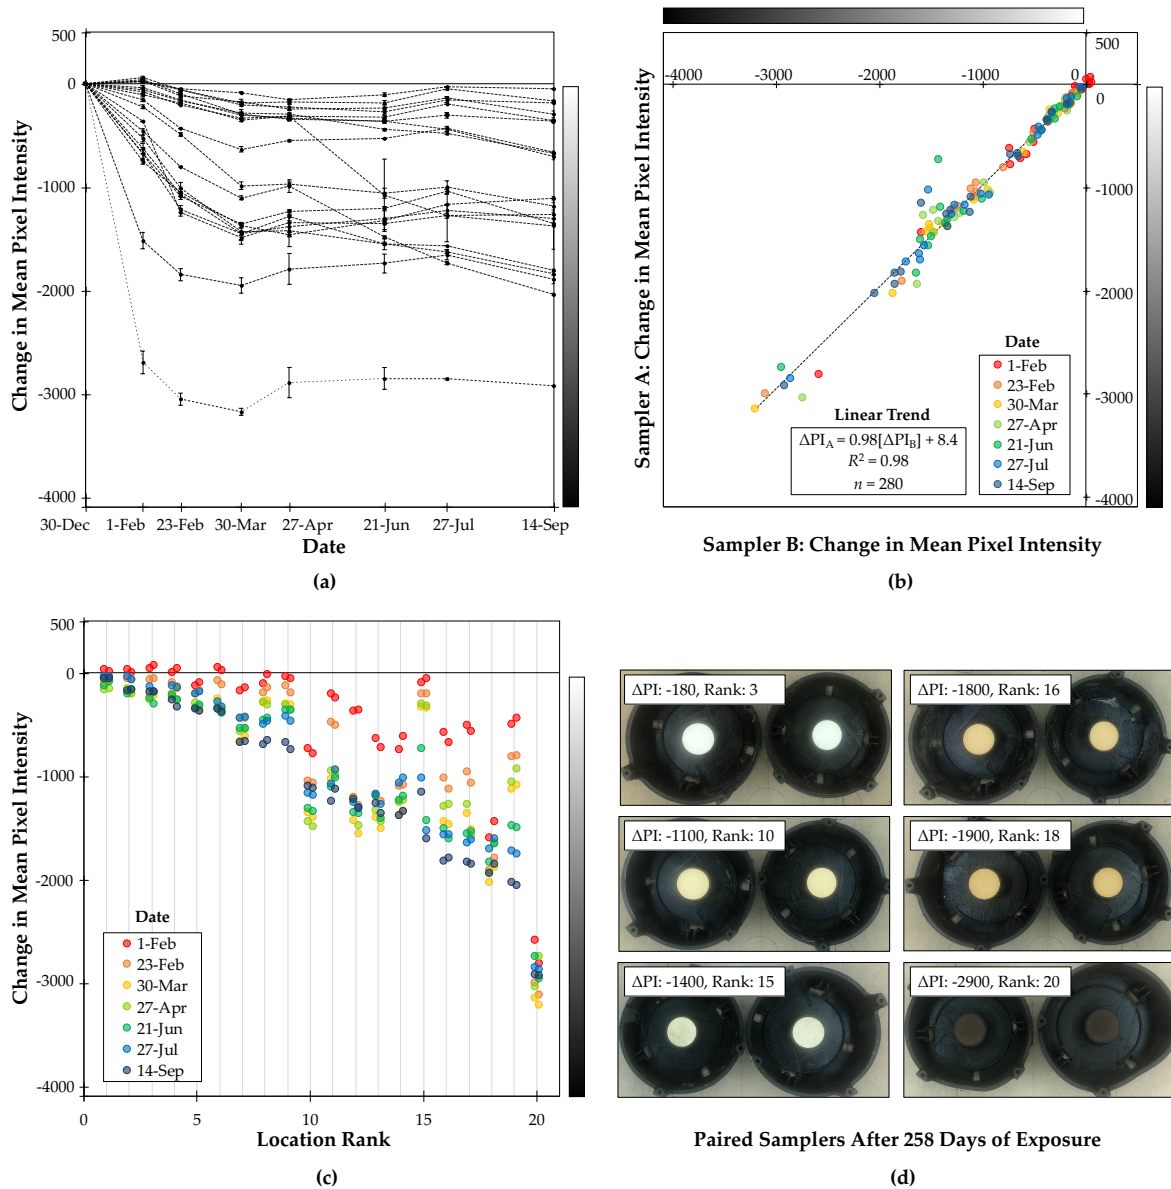 500
0
-1000
-2000
-3000
-4000
Change in Mean Pixel Intensity
30-Dec 1-Feb 23-Feb 30-Mar 27-Apr 21-Jun 27-Jul 14-Sep
Date
(a)
-4000 -3000 -2000 -1000 0
500
0
-1000
-2000
-3000
-4000
Sampler A: Change in Mean Pixel Intensity
Date
1-Feb
23-Feb
30-Mar
27-Apr
21-Jun
27-Jul
14-Sep
Linear Trend
ΔPI_A = 0.98[ΔPI_B] + 8.4
R² = 0.98
n = 280
Sampler B: Change in Mean Pixel Intensity
(b)
500
0
-1000
-2000
-3000
-4000
Change in Mean Pixel Intensity
Date
1-Feb
23-Feb
30-Mar
27-Apr
21-Jun
27-Jul
14-Sep
0 5 10 15 20
Location Rank
(c)
ΔPI: -180, Rank: 3
ΔPI: -1800, Rank: 16
ΔPI: -1100, Rank: 10
ΔPI: -1900, Rank: 18
ΔPI: -1400, Rank: 15
ΔPI: -2900, Rank: 20
Paired Samplers After 258 Days of Exposure
(d)